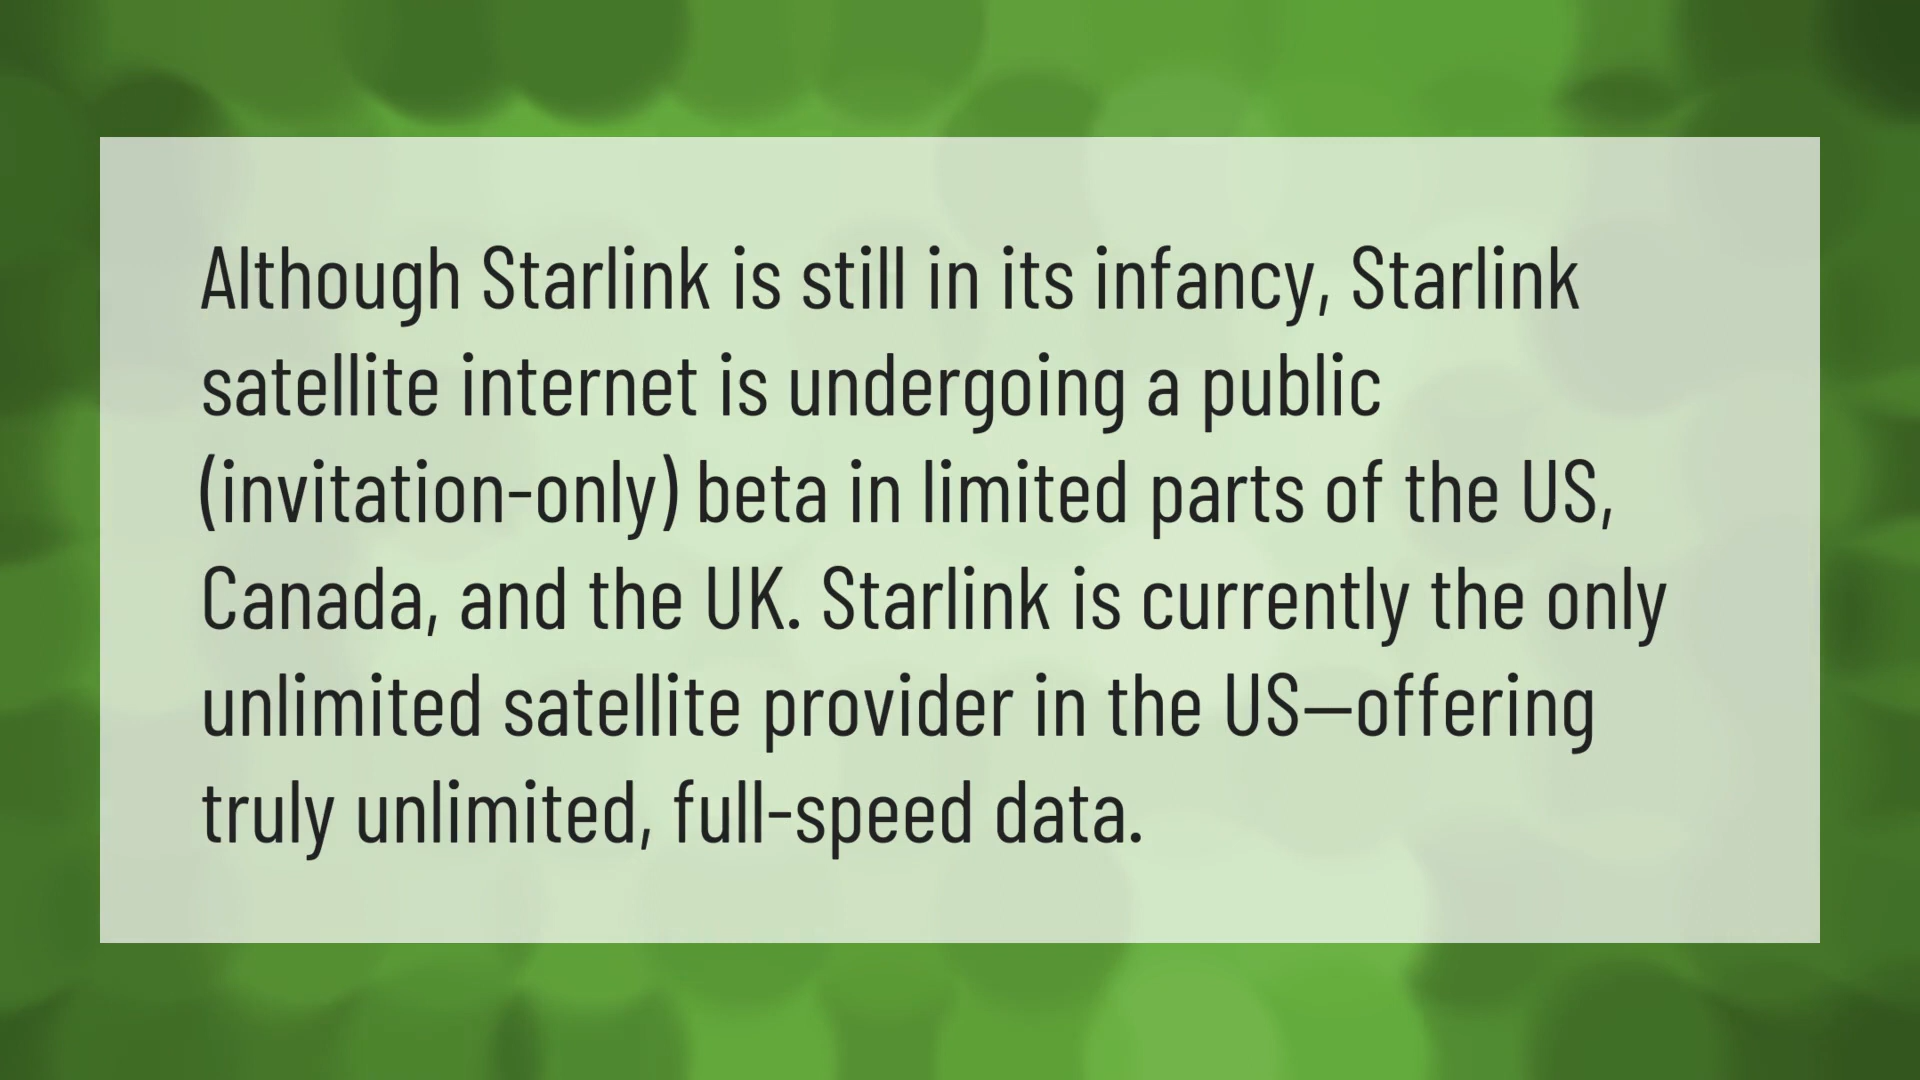 Although Starlink is still in its infancy, Starlink
satellite internet is undergoing a public
(invitation-only) beta in limited parts of the US,
Canada, and the UK. Starlink is currently the only
unlimited satellite provider in the US—offering
truly unlimited, full-speed data.